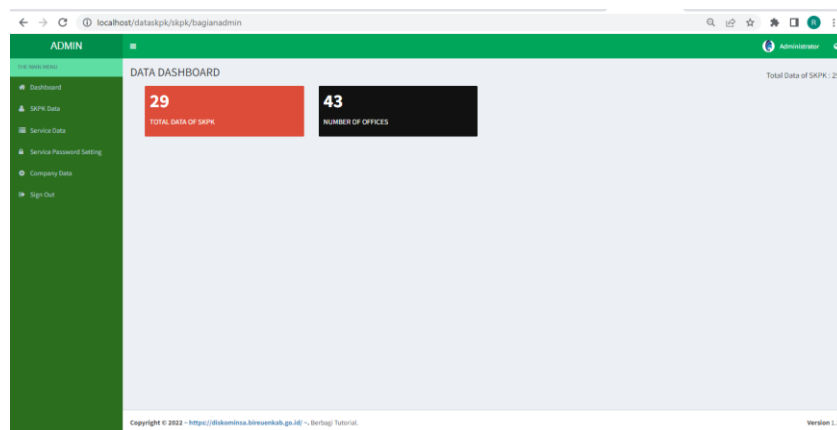 localhost/dataskpk/skpk/bagianadmin
R
ADMIN
Administrator
THE MAIN MENU
Dashboard
SKPK Data
Service Data
Service Password Setting
Company Data
Sign Out
DATA DASHBOARD
Total Data of SKPK : 29
29
TOTAL DATA OF SKPK
43
NUMBER OF OFFICES
Copyright © 2022 - https://diskominsa.bireuenkab.go.id/ ~. Berbagi Tutorial.
Version 1.